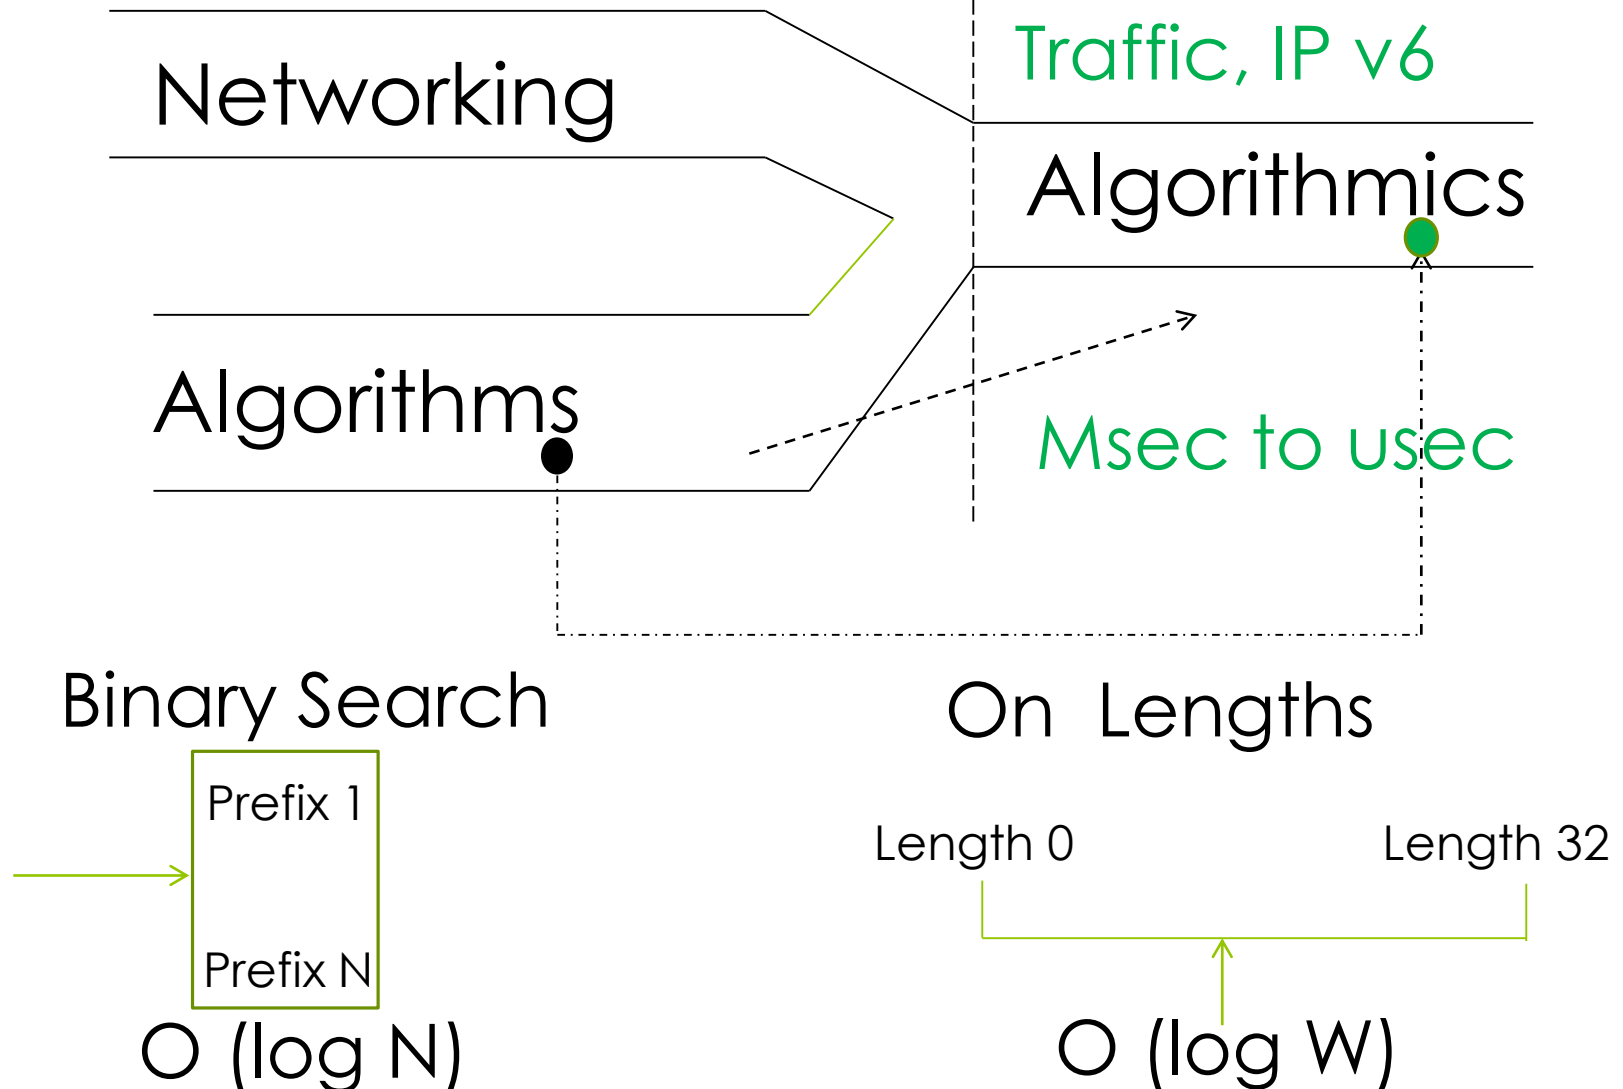 Traffic, IP v6
Networking
Algorithmics
Algorithms
Msec to usec
Binary Search
On Lengths
Prefix 1
Length 0
Length 32
Prefix N
O (log N)
O (log W)